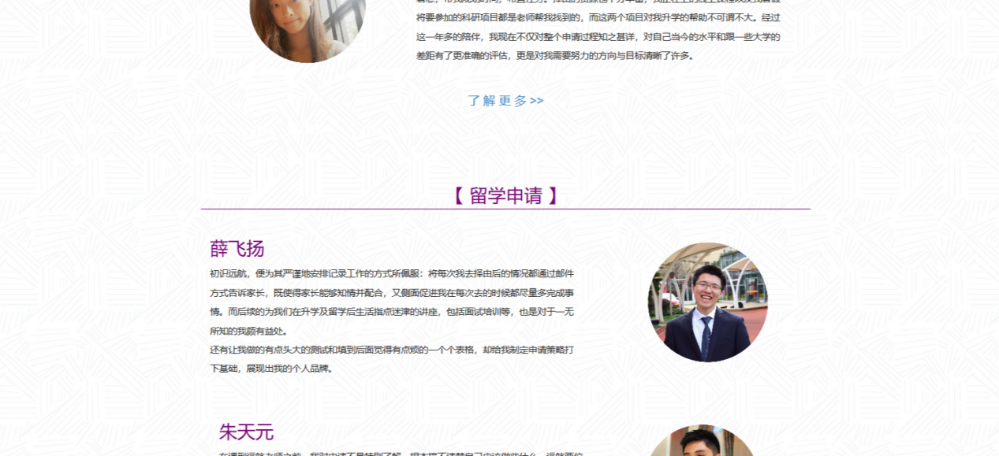 将要参加的科研项目都是老师帮我找到的，而这两个项目对我升学的帮助不可谓不大。经过
这一年多的陪伴，我现在不仅对整个申请过程知之甚详，对自己当今的水平和跟一些大学的
差距有了更准确的评估，更是对我需要努力的方向与目标清晰了许多。
了解更多>>
【 留学申请 】
薛飞扬
初识远航，便为其严谨地安排记录工作的方式所佩服：将每次我去择由后的情况都通过邮件
方式告诉家长，既使得家长能够知情并配合，又侧面促进我在每次去的时候都尽量多完成事
情。而后续的为我们在升学及留学后生活指点迷津的讲座，包括面试培训等，也是对于一无
所知的我颇有益处。
还有让我做的有点头大的测试和填到后面觉得有点烦的一个个表格，却给我制定申请策略打
下基础，展现出我的个人品牌。
朱天元